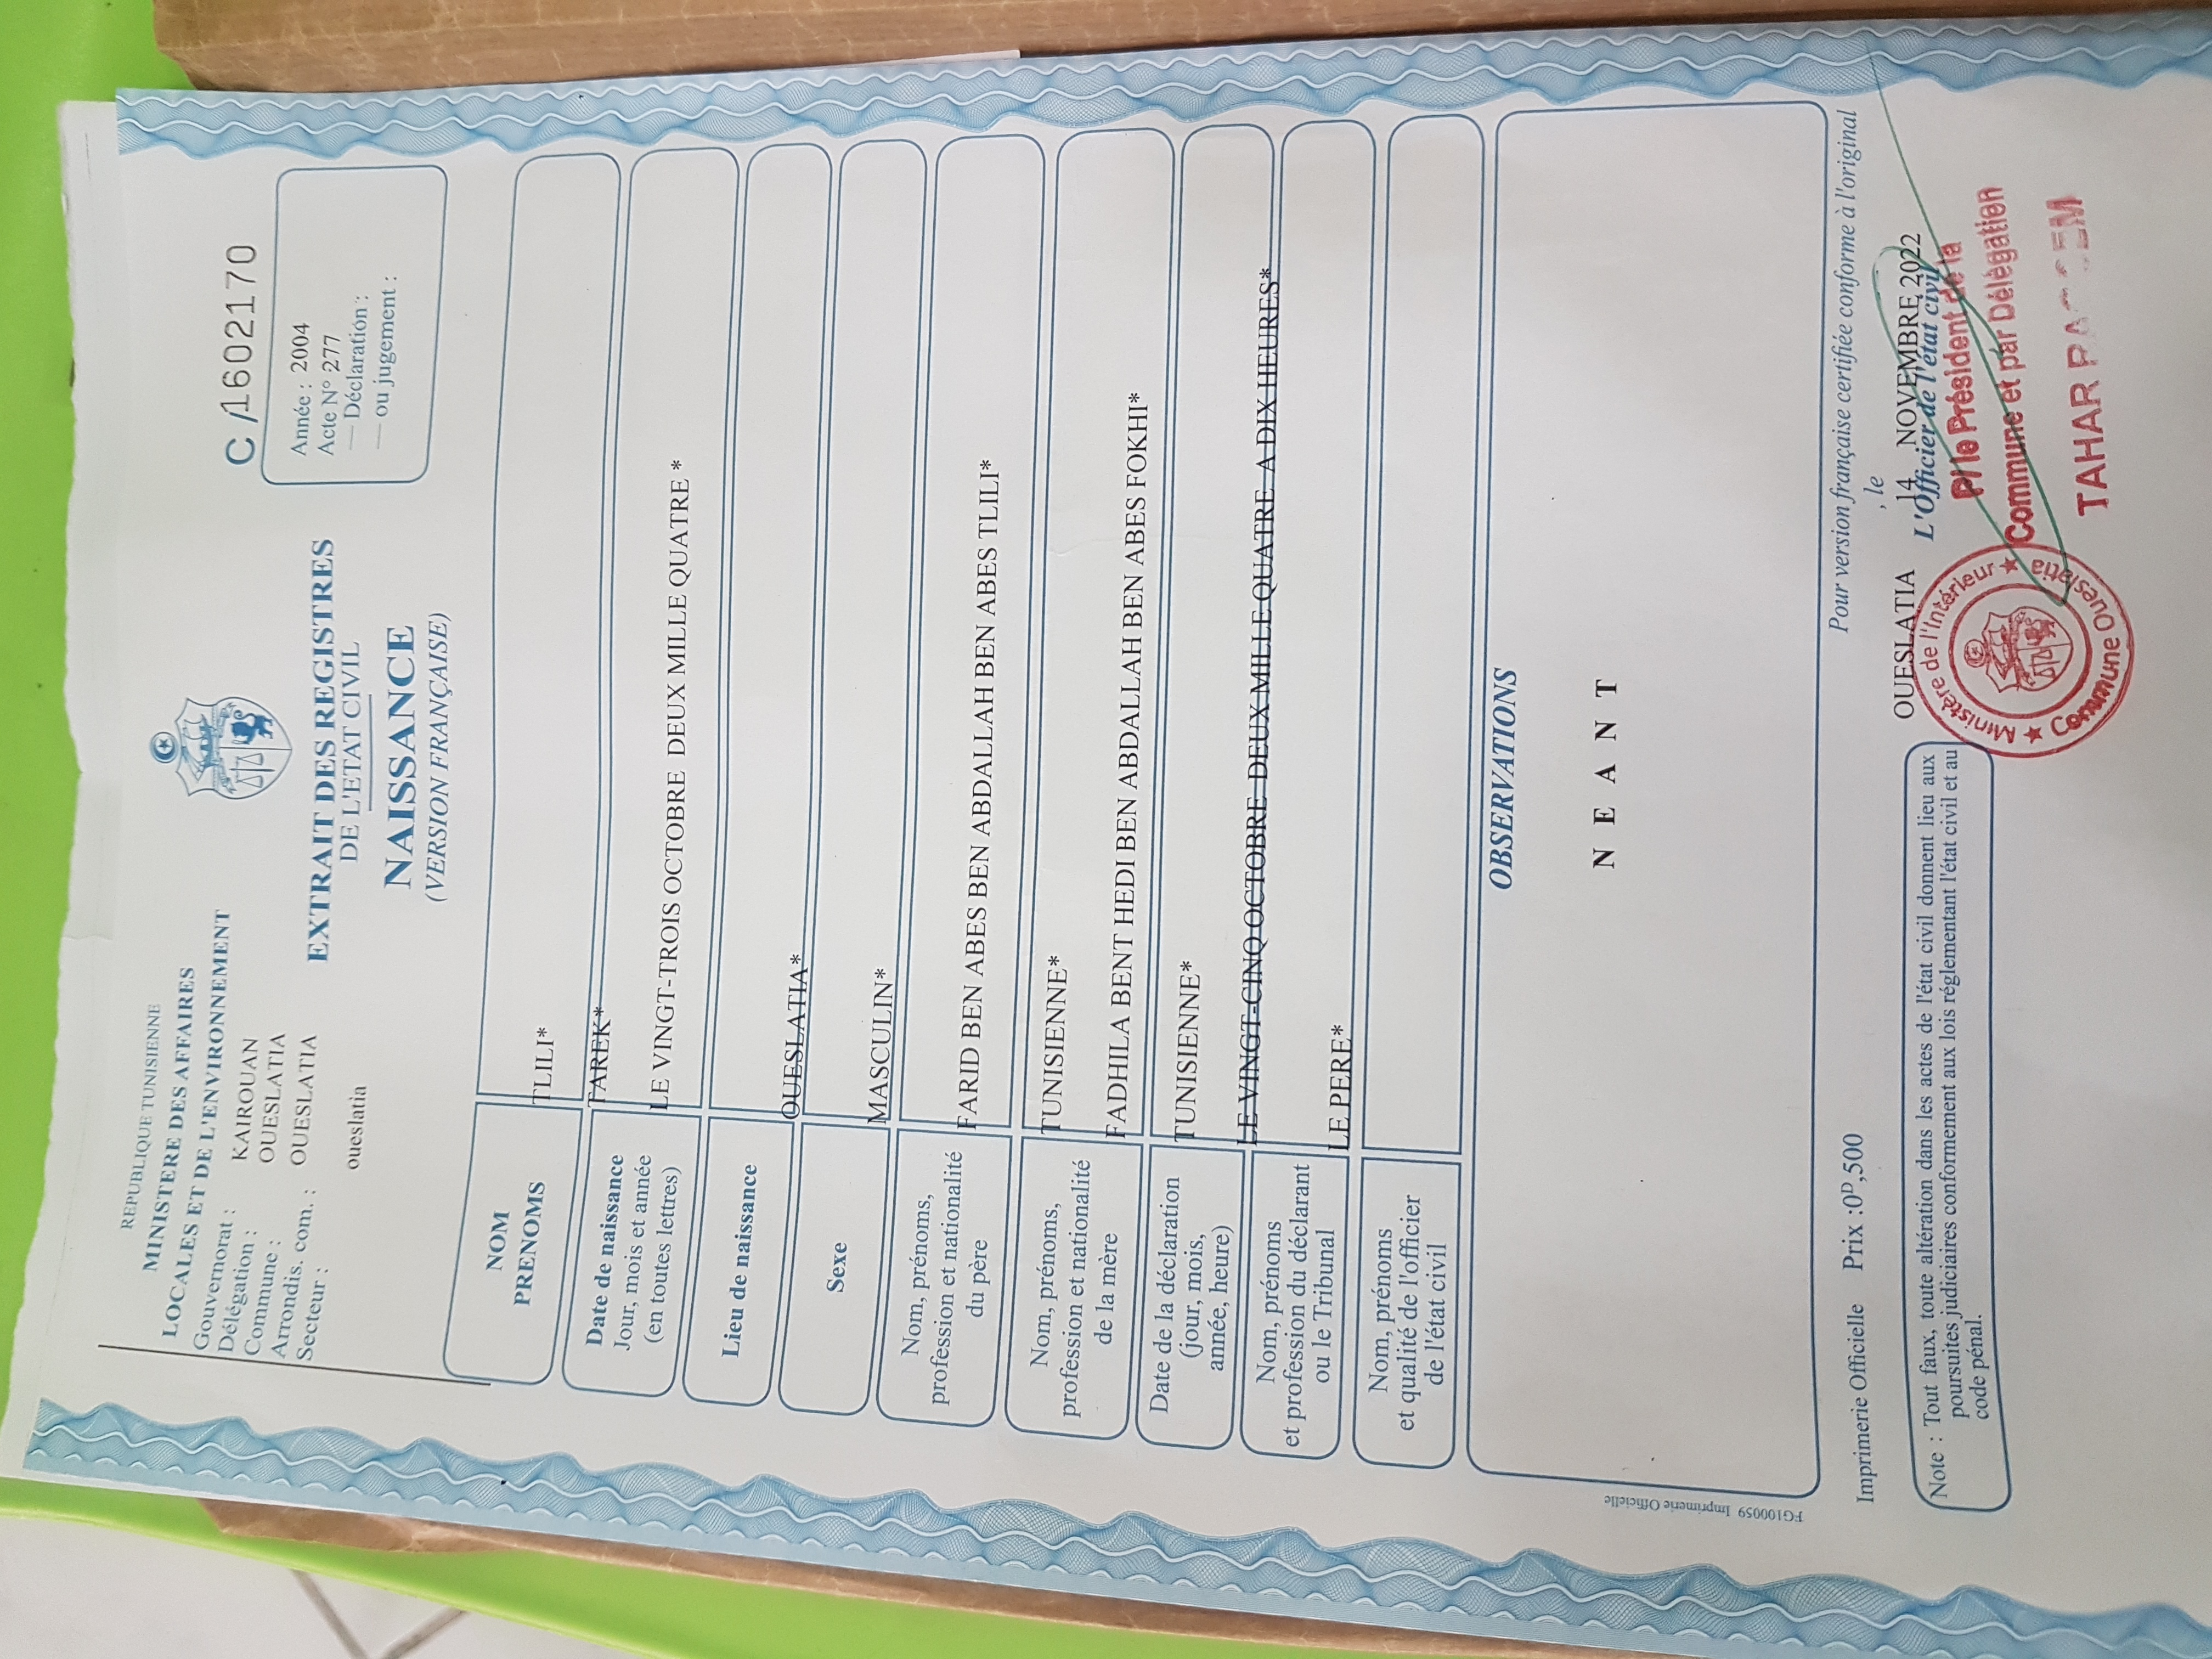 REPUBLIQUE TUNISIENNE
MINISTERE DES AFFAIRES
LOCALES ET DE L'ENVIRONNEMENT
Gouvernorat : KAIROUAN
Délégation : OUESLATIA
Commune : OUESLATIA
Arrondis. com. :
Secteur : oueslatia
C /1602170
Année : 2004
Acte N° 277
— Déclaration :
— ou jugement :
EXTRAIT DES REGISTRES
DE L'ETAT CIVIL
NAISSANCE
(VERSION FRANÇAISE)
NOM
PRENOMS
TLILI*
TAREK*
Date de naissance
Jour, mois et année
(en toutes lettres)
LE VINGT-TROIS OCTOBRE DEUX MILLE QUATRE *
Lieu de naissance
OUESLATIA*
Sexe
MASCULIN*
Nom, prénoms,
profession et nationalité
du père
FARID BEN ABES BEN ABDALLAH BEN ABES TLILI*
TUNISIENNE*
Nom, prénoms,
profession et nationalité
de la mère
FADHILA BENT HEDI BEN ABDALLAH BEN ABES FOKHI*
TUNISIENNE*
Date de la déclaration
(jour, mois,
année, heure)
LE VINGT-CINQ OCTOBRE DEUX MILLE QUATRE A DIX HEURES*
Nom, prénoms
et profession du déclarant
ou le Tribunal
LE PERE*
Nom, prénoms
et qualité de l'officier
de l'état civil
OBSERVATIONS
N E A N T
FG100059 Imprimerie Officielle
Imprimerie Officielle Prix :0D,500
Pour version française certifiée conforme à l'original
, le
OUESLATIA 14 NOVEMBRE 2022
L'Officier de l'état civil
P/ le Président de la
Commune et par Délégation
TAHAR
Ministère de l'Intérieur
Commune Oueslatia
Note : Tout faux, toute altération dans les actes de l'état civil donnent lieu aux
poursuites judiciaires conformement aux lois réglementant l'état civil et au
code pénal.